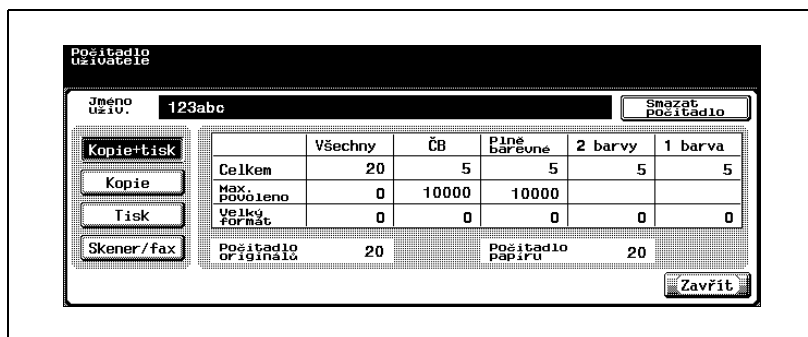 Počitadlo
uživatele
Jméno
uživ.
123abc
Smazat
počitadlo
Kopie+tisk
Kopie
Tisk
Skener/fax
Všechny ČB Plně barevné 2 barvy 1 barva
Celkem 20 5 5 5 5
Max. povoleno 0 10000 10000
Velký formát 0 0 0 0 0
Počitadlo originálů 20 Počitadlo papíru 20
Zavřít